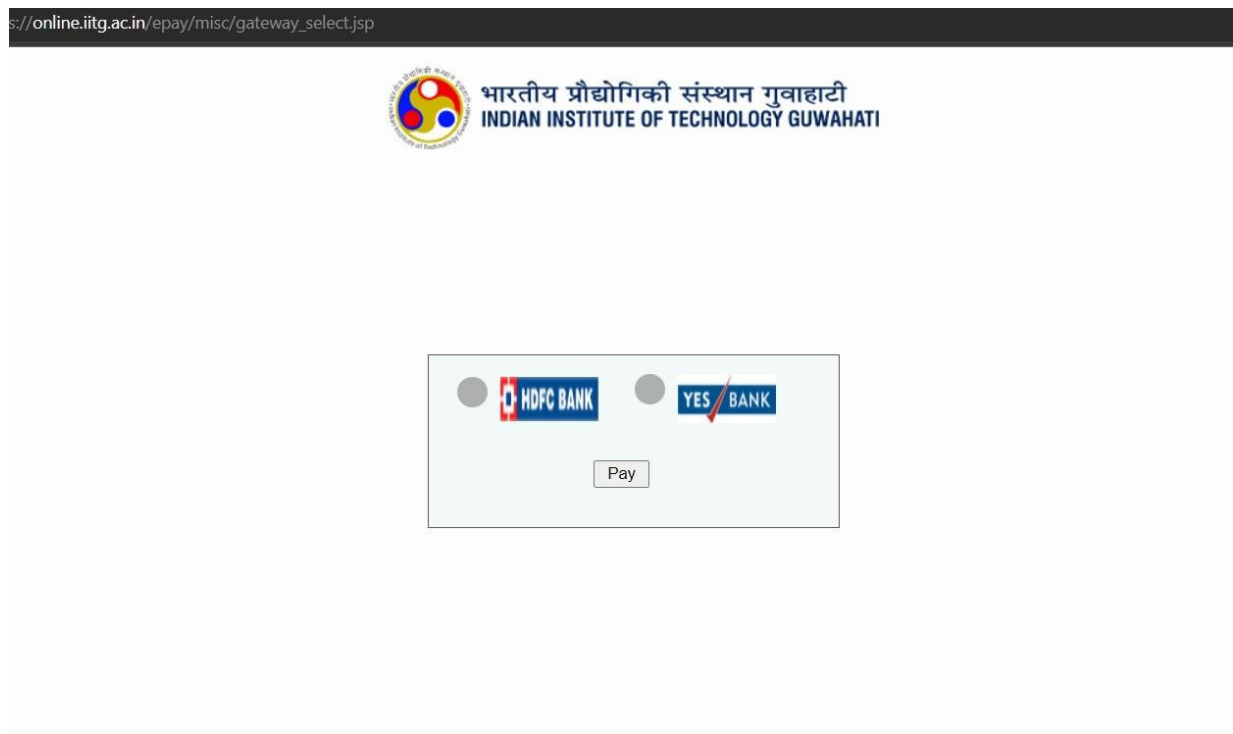 s://online.iitg.ac.in/epay/misc/gateway_select.jsp
भारतीय प्रौद्योगिकी संस्थान गुवाहाटी
INDIAN INSTITUTE OF TECHNOLOGY GUWAHATI
HDFC BANK YES BANK
Pay